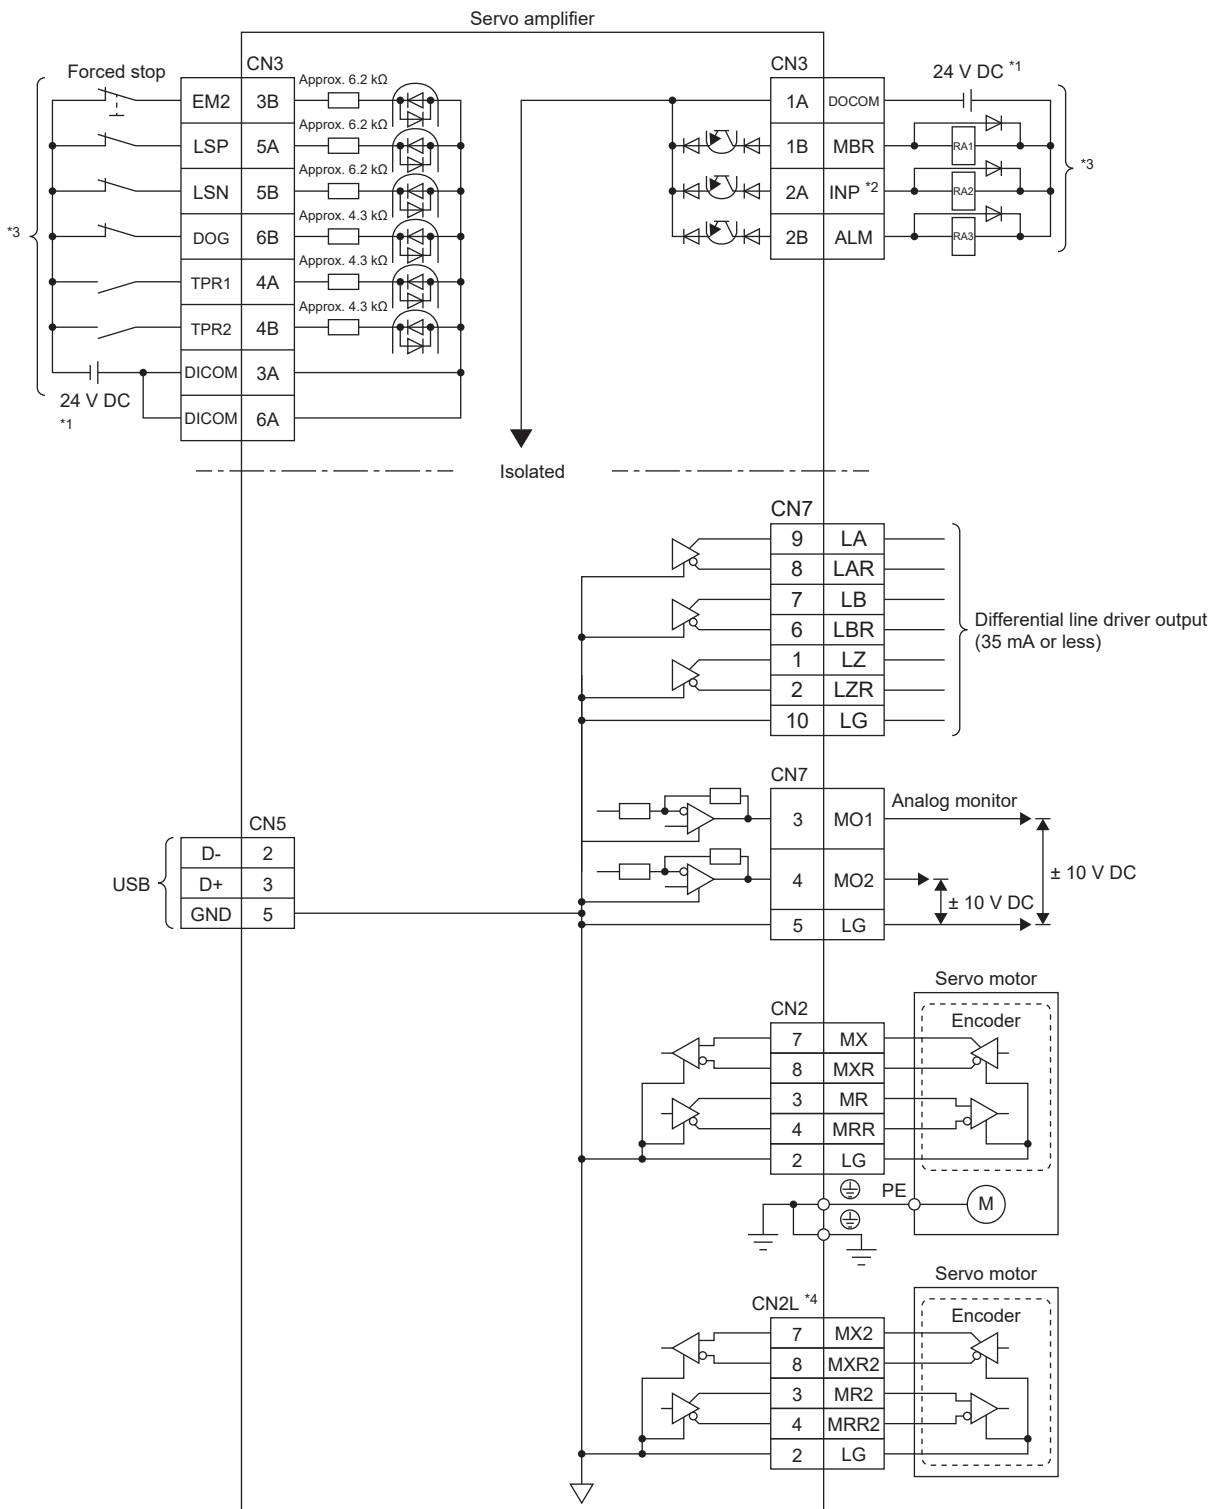 Servo amplifier
Forced stop
CN3
EM2 3B Approx. 6.2 kΩ
LSP 5A Approx. 6.2 kΩ
LSN 5B Approx. 6.2 kΩ
DOG 6B Approx. 4.3 kΩ
TPR1 4A Approx. 4.3 kΩ
TPR2 4B Approx. 4.3 kΩ
DICOM 3A
DICOM 6A
*3
24 V DC
*1
CN3
24 V DC *1
1A DOCOM
1B MBR RA1
2A INP *2 RA2
2B ALM RA3
*3
Isolated
CN7
9 LA
8 LAR
7 LB
6 LBR
1 LZ
2 LZR
10 LG
Differential line driver output
(35 mA or less)
CN7
3 MO1 Analog monitor
4 MO2
5 LG
± 10 V DC
± 10 V DC
CN5
USB
D- 2
D+ 3
GND 5
Servo motor
Encoder
CN2
7 MX
8 MXR
3 MR
4 MRR
2 LG
PE
M
Servo motor
Encoder
CN2L *4
7 MX2
8 MXR2
3 MR2
4 MRR2
2 LG